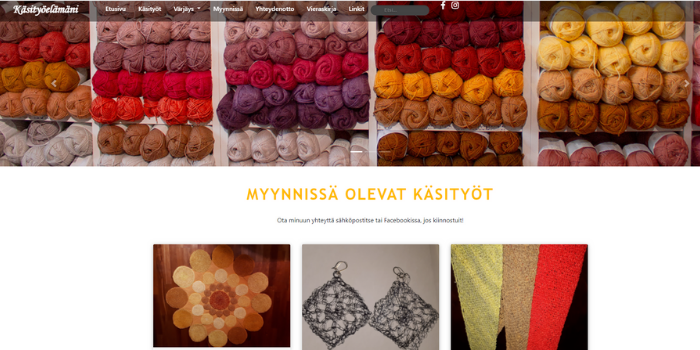 Käsityöelämäni
Etusivu Käsityöt Värjäys Myynnissä Yhteydenotto Vieraskirja Linkit
MYYNNISSÄ OLEVAT KÄSITYÖT
Ota minuun yhteyttä sähköpostitse tai Facebookissa, jos kiinnostuit!